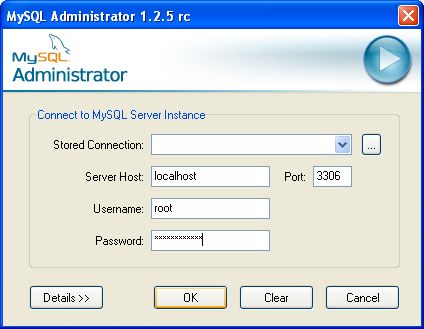 MySQL Administrator 1.2.5 rc
MySQL
Administrator
Connect to MySQL Server Instance
Stored Connection:
...
Server Host: localhost Port: 3306
Username: root
Password: ************
Details >> OK Clear Cancel